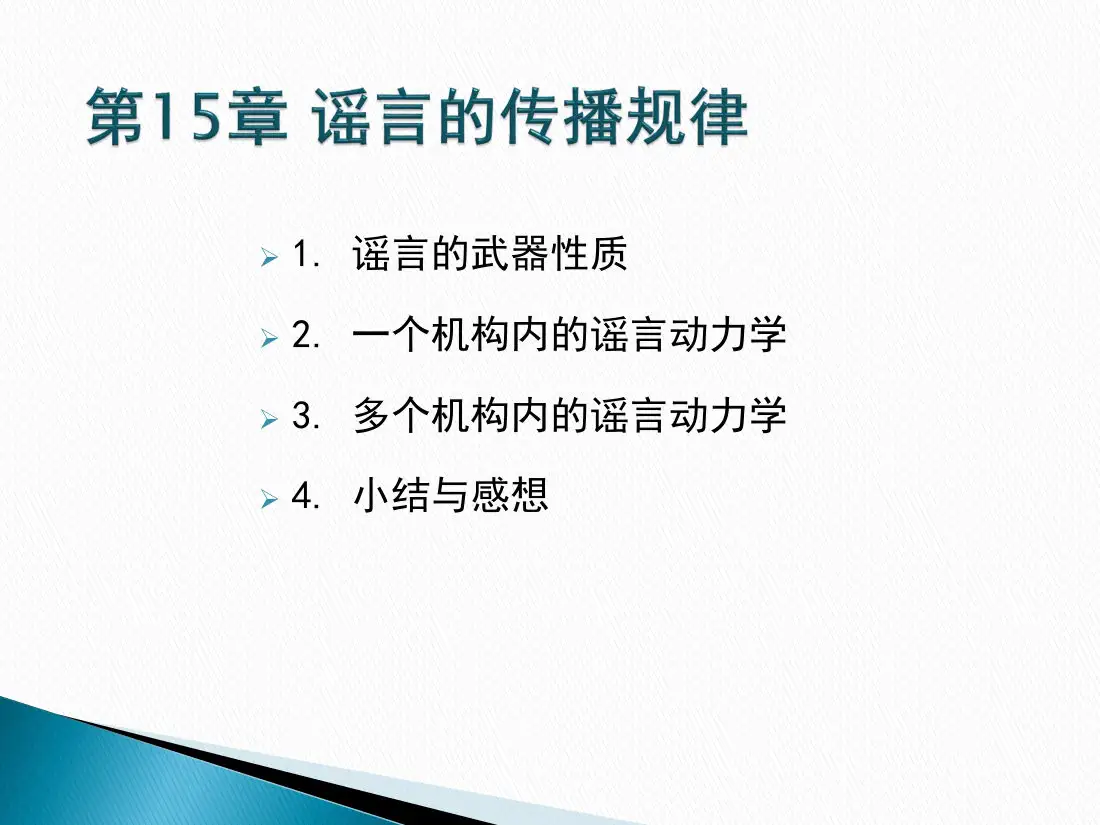 第15章 谣言的传播规律
1. 谣言的武器性质
2. 一个机构内的谣言动力学
3. 多个机构内的谣言动力学
4. 小结与感想